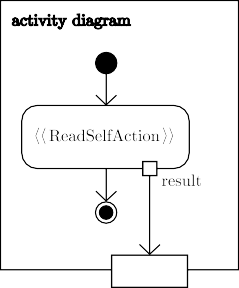 activity diagram
⟨⟨ReadSelfAction⟩⟩
result